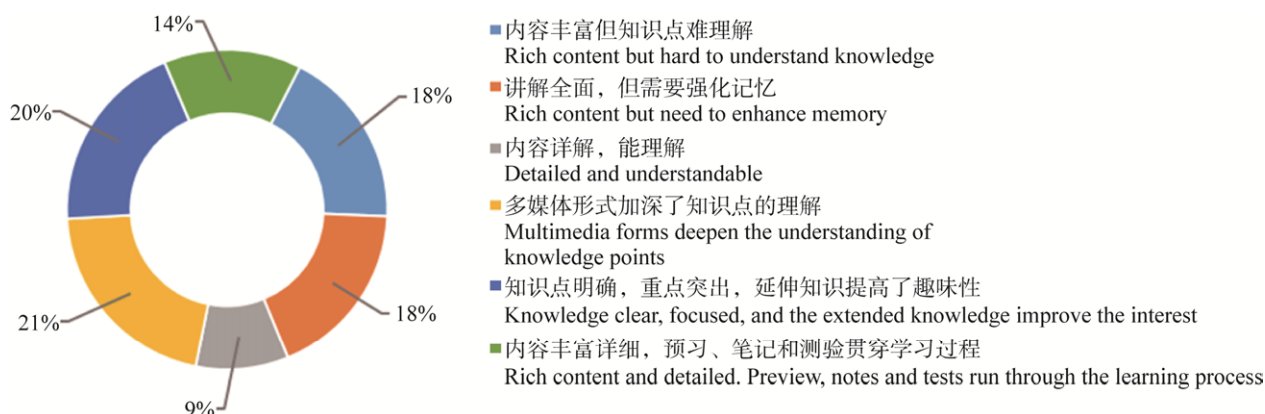 14%
18%
20%
21%
18%
9%
内容丰富但知识点难理解
Rich content but hard to understand knowledge
讲解全面，但需要强化记忆
Rich content but need to enhance memory
内容详解，能理解
Detailed and understandable
多媒体形式加深了知识点的理解
Multimedia forms deepen the understanding of
knowledge points
知识点明确，重点突出，延伸知识提高了趣味性
Knowledge clear, focused, and the extended knowledge improve the interest
内容丰富详细，预习、笔记和测验贯穿学习过程
Rich content and detailed. Preview, notes and tests run through the learning process